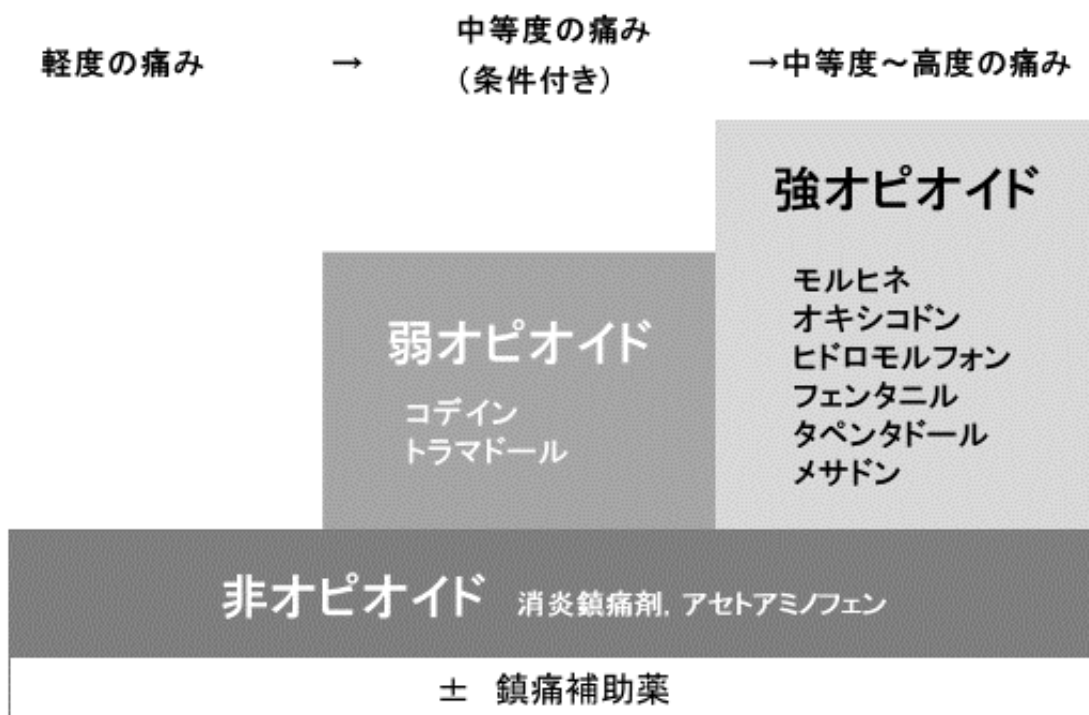 軽度の痛み → 中等度の痛み →中等度～高度の痛み
（条件付き）
強オピオイド
モルヒネ
オキシコドン
ヒドロモルフォン
フェンタニル
タペンタドール
メサドン
弱オピオイド
コデイン
トラマドール
非オピオイド 消炎鎮痛剤, アセトアミノフェン
± 鎮痛補助薬